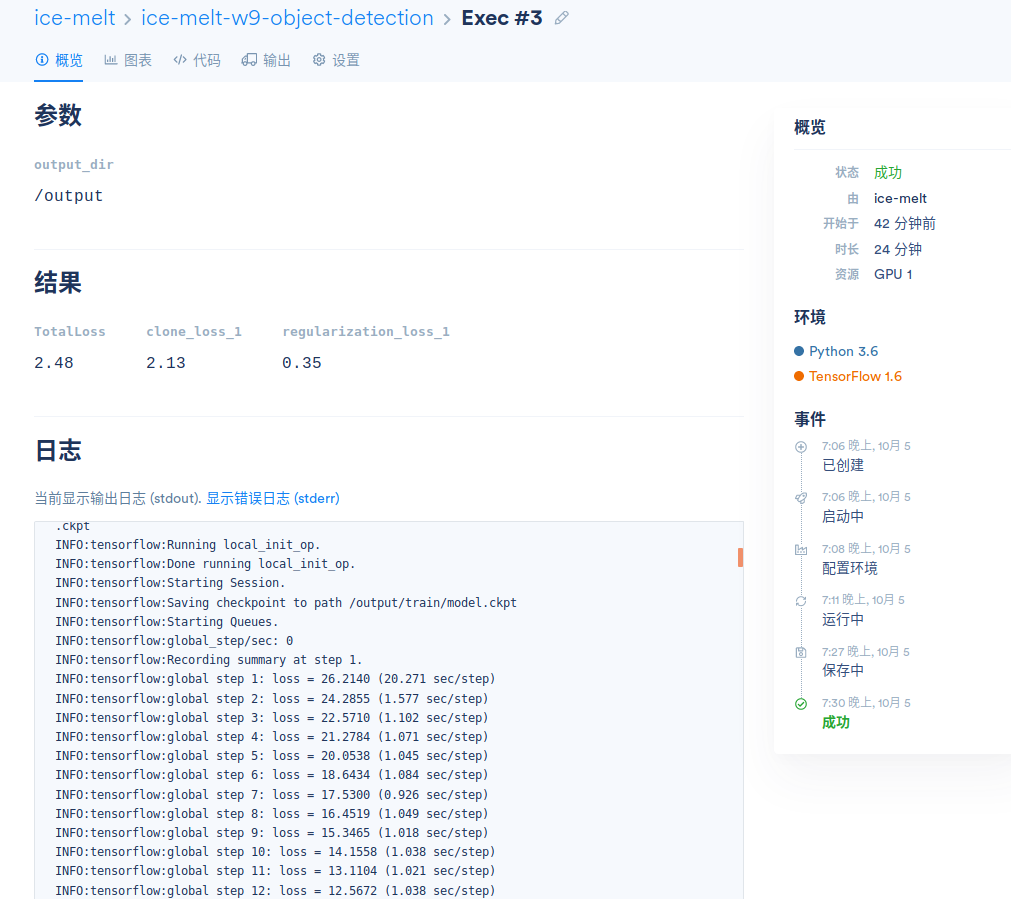 ice-melt > ice-melt-w9-object-detection > Exec #3
概览 图表 代码 输出 设置
参数
output_dir
/output
结果
TotalLoss clone_loss_1 regularization_loss_1
2.48 2.13 0.35
日志
当前显示输出日志 (stdout). 显示错误日志 (stderr)
.ckpt
INFO:tensorflow:Running local_init_op.
INFO:tensorflow:Done running local_init_op.
INFO:tensorflow:Starting Session.
INFO:tensorflow:Saving checkpoint to path /output/train/model.ckpt
INFO:tensorflow:Starting Queues.
INFO:tensorflow:global_step/sec: 0
INFO:tensorflow:Recording summary at step 1.
INFO:tensorflow:global step 1: loss = 26.2140 (20.271 sec/step)
INFO:tensorflow:global step 2: loss = 24.2855 (1.577 sec/step)
INFO:tensorflow:global step 3: loss = 22.5710 (1.102 sec/step)
INFO:tensorflow:global step 4: loss = 21.2784 (1.071 sec/step)
INFO:tensorflow:global step 5: loss = 20.0538 (1.045 sec/step)
INFO:tensorflow:global step 6: loss = 18.6434 (1.084 sec/step)
INFO:tensorflow:global step 7: loss = 17.5300 (0.926 sec/step)
INFO:tensorflow:global step 8: loss = 16.4519 (1.049 sec/step)
INFO:tensorflow:global step 9: loss = 15.3465 (1.018 sec/step)
INFO:tensorflow:global step 10: loss = 14.1558 (1.038 sec/step)
INFO:tensorflow:global step 11: loss = 13.1104 (1.021 sec/step)
INFO:tensorflow:global step 12: loss = 12.5672 (1.038 sec/step)
概览
状态 成功
由 ice-melt
开始于 42 分钟前
时长 24 分钟
资源 GPU 1
环境
Python 3.6
TensorFlow 1.6
事件
7:06 晚上, 10月 5
已创建
7:06 晚上, 10月 5
启动中
7:08 晚上, 10月 5
配置环境
7:11 晚上, 10月 5
运行中
7:27 晚上, 10月 5
保存中
7:30 晚上, 10月 5
成功